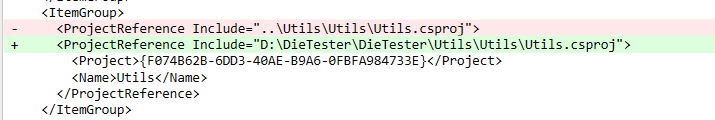 <ItemGroup>
- <ProjectReference Include="..\Utils\Utils\Utils.csproj">
+ <ProjectReference Include="D:\DieTester\DieTester\Utils\Utils\Utils.csproj">
<Project>{F074B62B-6DD3-40AE-B9A6-0FBFA984733E}</Project>
<Name>Utils</Name>
</ProjectReference>
</ItemGroup>